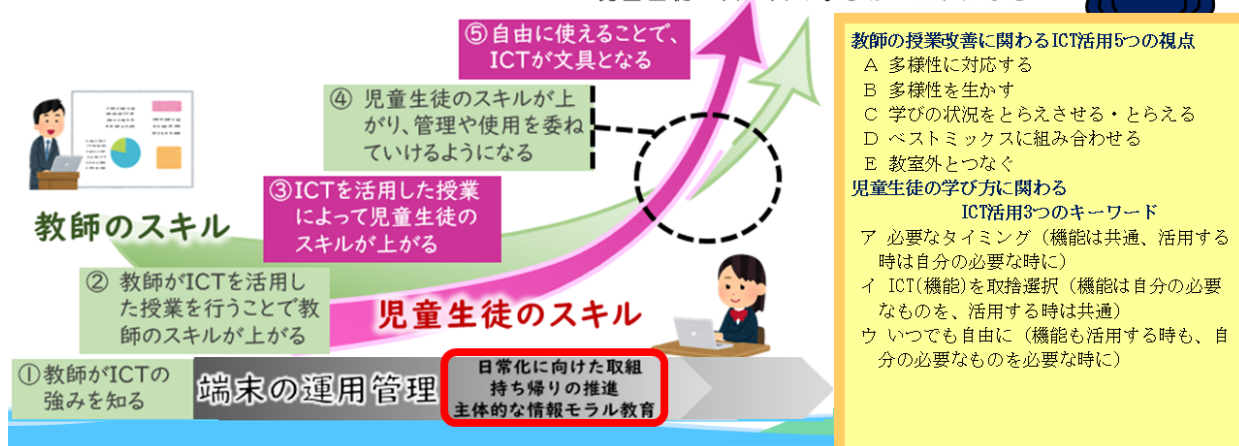 ⑤自由に使えることで、
ICTが文具となる
④ 児童生徒のスキルが上
がり、管理や使用を委ね
ていけるようになる
③ICTを活用した授業
によって児童生徒の
スキルが上がる
教師のスキル
② 教師がICTを活用し
た授業を行うことで教
師のスキルが上がる
児童生徒のスキル
①教師がICTの
強みを知る
端末の運用管理
日常化に向けた取組
持ち帰りの推進
主体的な情報モラル教育
教師の授業改善に関わるICT活用5つの視点
A 多様性に対応する
B 多様性を生かす
C 学びの状況をとらえさせる・とらえる
D ベストミックスに組み合わせる
E 教室外とつなぐ
児童生徒の学び方に関わる
ICT活用3つのキーワード
ア 必要なタイミング（機能は共通、活用する
時は自分の必要な時に）
イ ICT(機能)を取捨選択（機能は自分の必要
なものを、活用する時は共通）
ウ いつでも自由に（機能も活用する時も、自
分の必要なものを必要な時に）